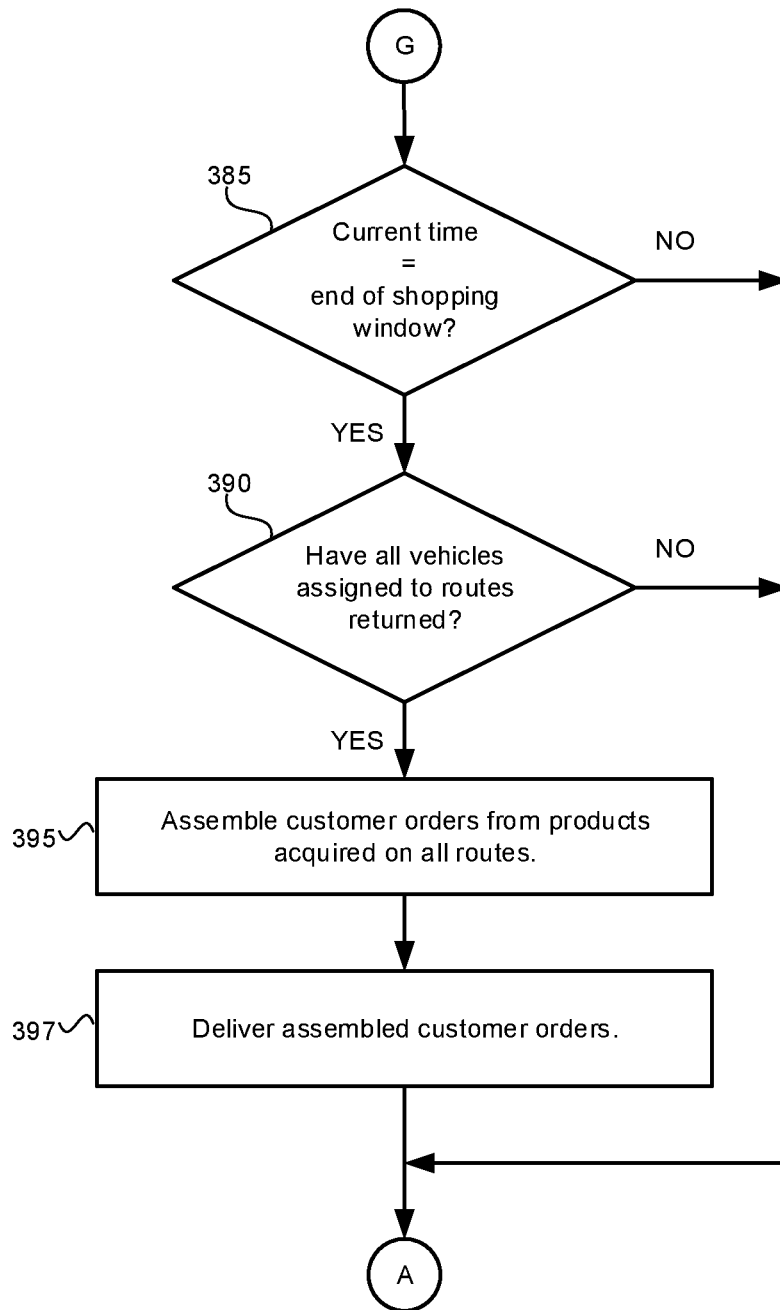 G
385
Current time
=
end of shopping
window?
NO
YES
390
Have all vehicles
assigned to routes
returned?
NO
YES
395
Assemble customer orders from products
acquired on all routes.
397
Deliver assembled customer orders.
A